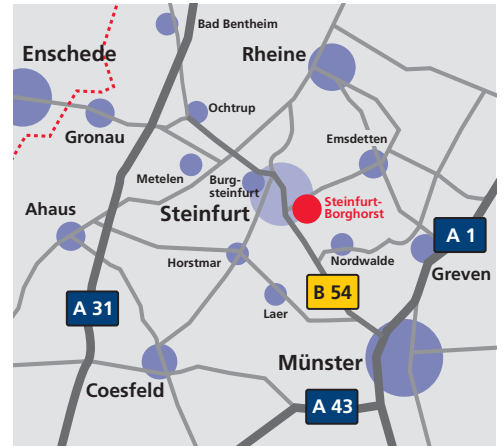 Bad Bentheim
Enschede
Rheine
Ochtrup
Gronau
Emsdetten
Metelen
Burg-
steinfurt
Steinfurt-
Borghorst
Ahaus
Steinfurt
A 1
Horstmar
Nordwalde
Greven
A 31
B 54
Laer
Münster
Coesfeld
A 43